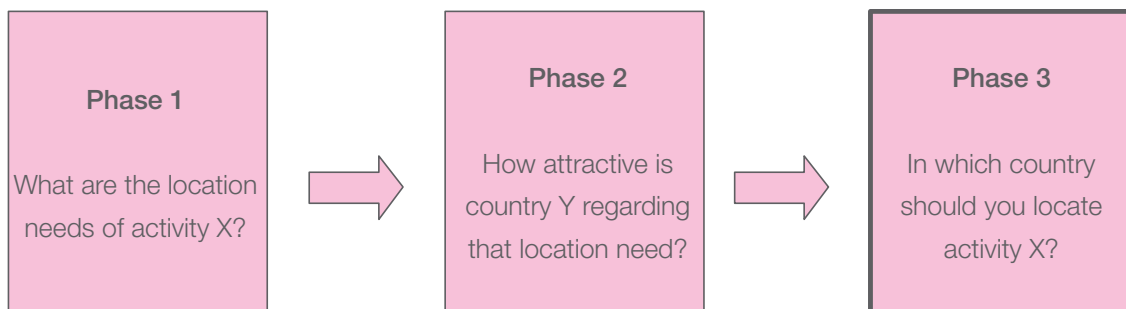 Phase 1
What are the location
needs of activity X?
Phase 2
How attractive is
country Y regarding
that location need?
Phase 3
In which country
should you locate
activity X?